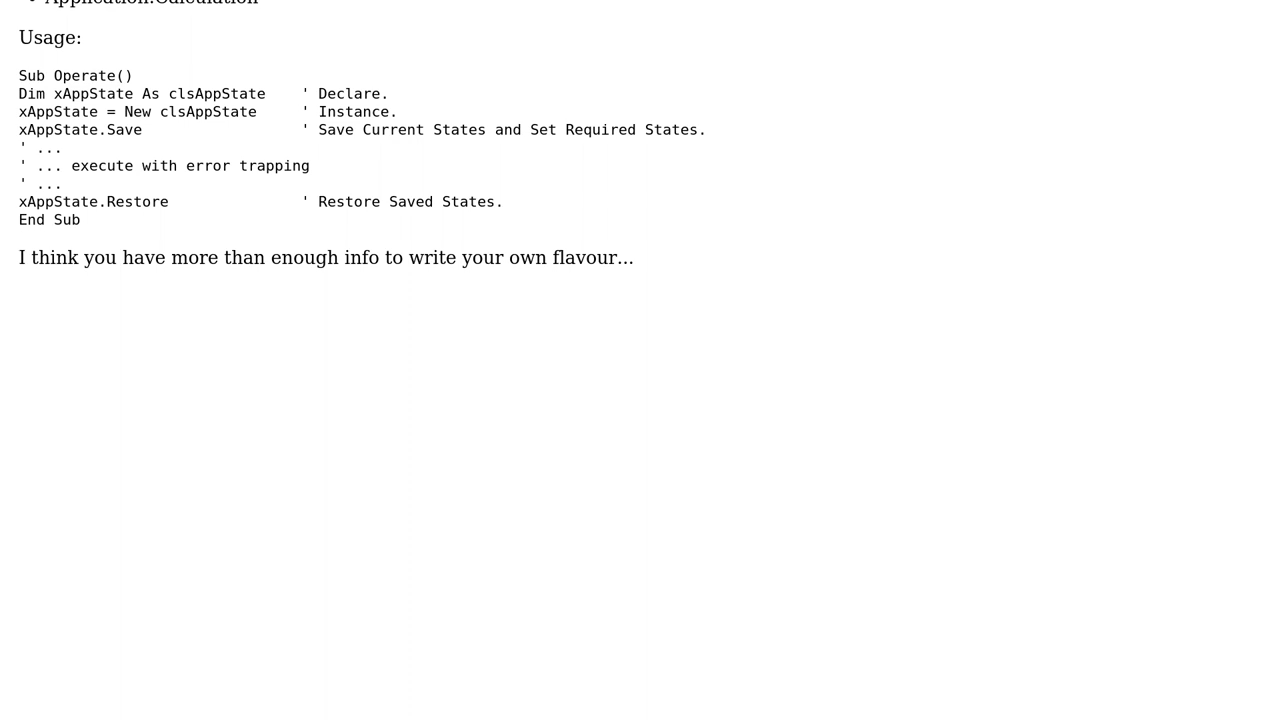 • Application.Calculation
Usage:
Sub Operate()
Dim xAppState As clsAppState    ' Declare.
xAppState = New clsAppState     ' Instance.
xAppState.Save                  ' Save Current States and Set Required States.
' ...
' ... execute with error trapping
' ...
xAppState.Restore               ' Restore Saved States.
End Sub
I think you have more than enough info to write your own flavour...